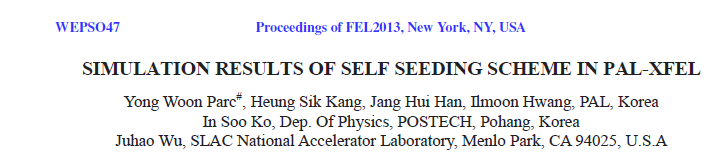 WEPSO47 Proceedings of FEL2013, New York, NY, USA
SIMULATION RESULTS OF SELF SEEDING SCHEME IN PAL-XFEL
Yong Woon Parc#, Heung Sik Kang, Jang Hui Han, Ilmoon Hwang, PAL, Korea
In Soo Ko, Dep. Of Physics, POSTECH, Pohang, Korea
Juhao Wu, SLAC National Accelerator Laboratory, Menlo Park, CA 94025, U.S.A